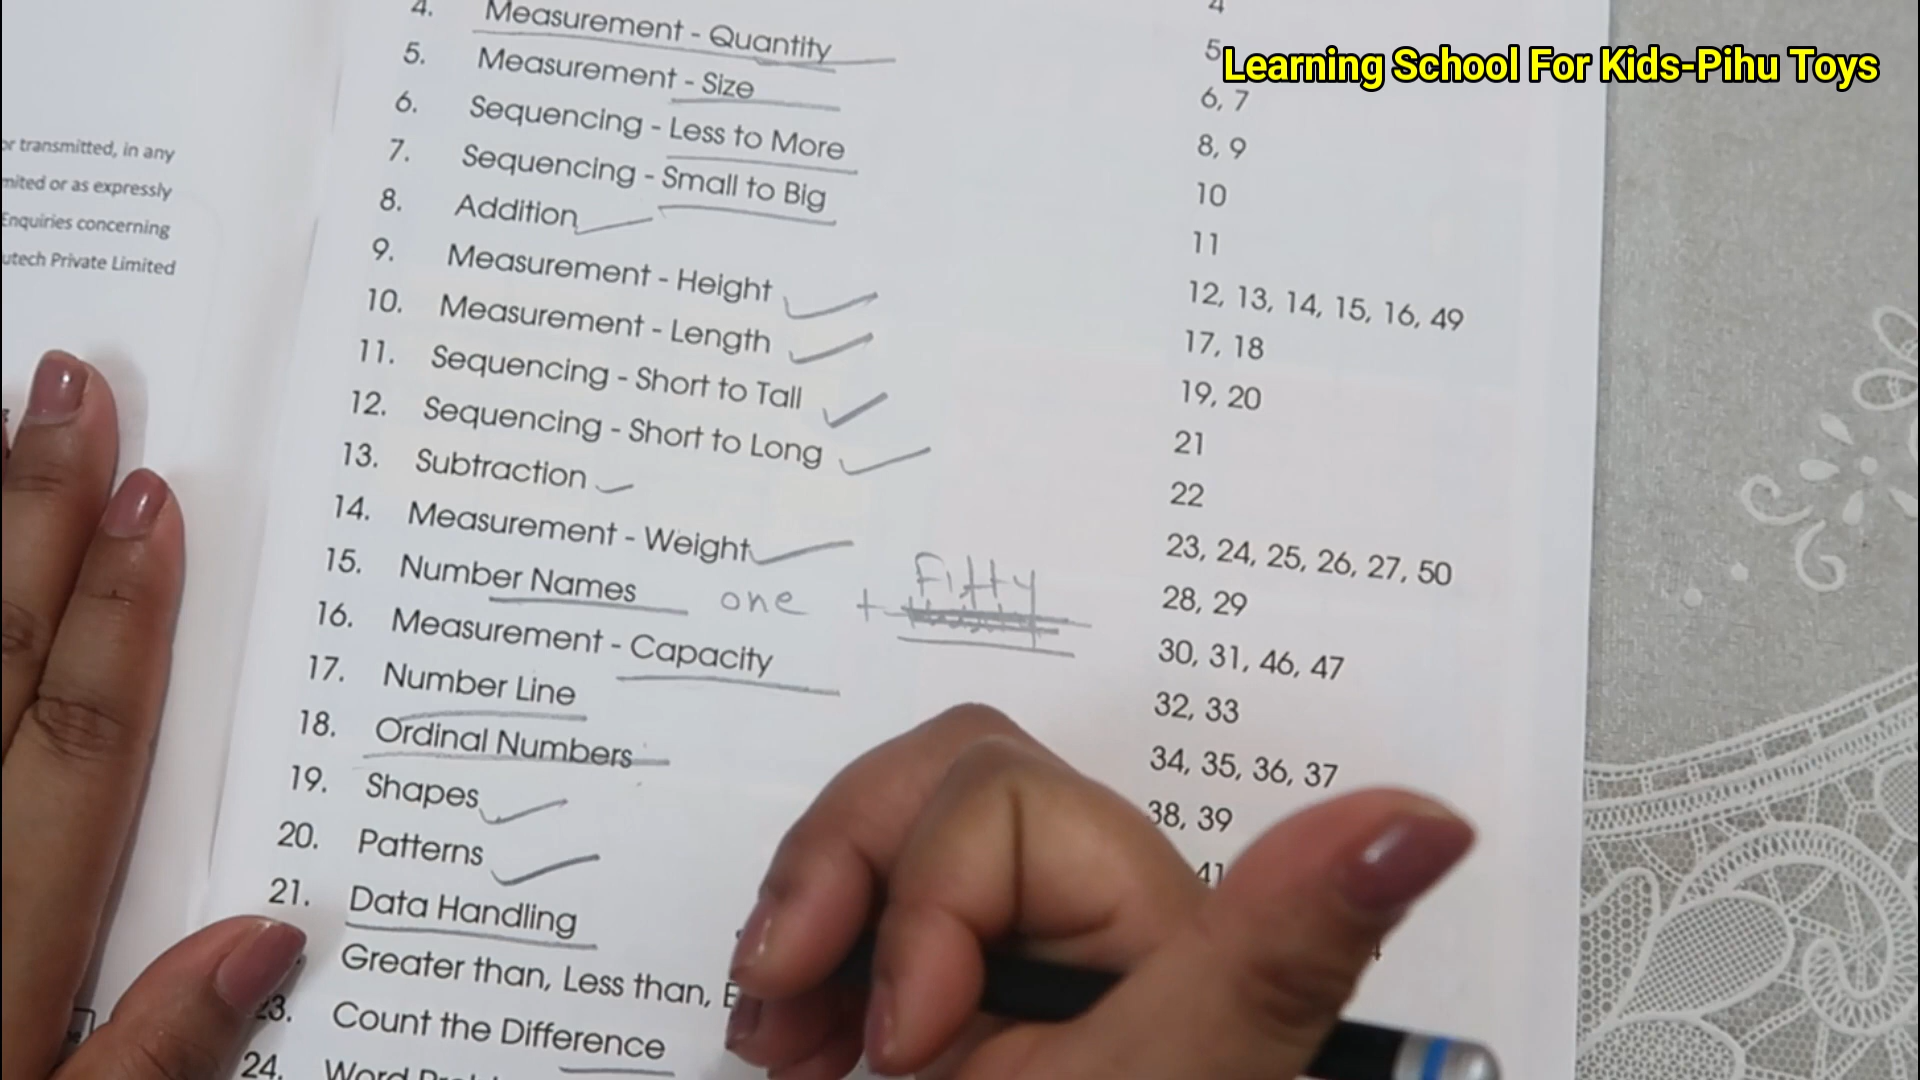 Learning School For Kids-Pihu Toys
or transmitted, in any
mited or as expressly
Enquiries concerning
utech Private Limited
4. Measurement - Quantity 4
5. Measurement - Size 5
6. Sequencing - Less to More 6, 7
7. Sequencing - Small to Big 8, 9
8. Addition 10
9. Measurement - Height 11
10. Measurement - Length 12, 13, 14, 15, 16, 49
11. Sequencing - Short to Tall 17, 18
12. Sequencing - Short to Long 19, 20
13. Subtraction 21
14. Measurement - Weight 22
15. Number Names one Fifty 23, 24, 25, 26, 27, 50
16. Measurement - Capacity 28, 29
17. Number Line 30, 31, 46, 47
18. Ordinal Numbers 32, 33
19. Shapes 34, 35, 36, 37
20. Patterns 38, 39
21. Data Handling 41
Greater than, Less than,
23. Count the Difference
24. Word